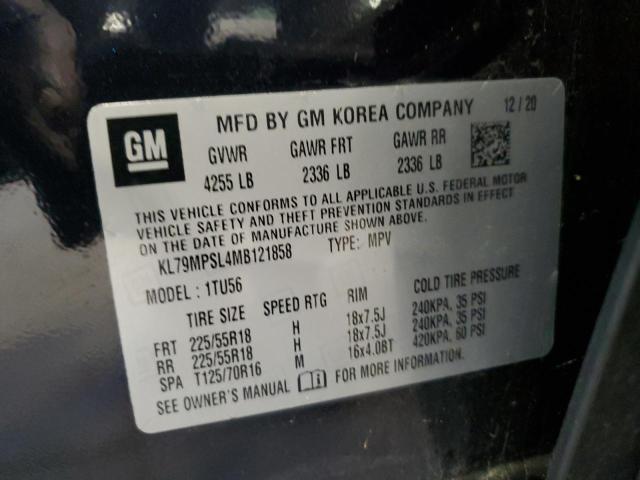 GM
MFD BY GM KOREA COMPANY 12 / 20
GVWR GAWR FRT GAWR RR
4255 LB 2336 LB 2336 LB
THIS VEHICLE CONFORMS TO ALL APPLICABLE U.S. FEDERAL MOTOR
VEHICLE SAFETY AND THEFT PREVENTION STANDARDS IN EFFECT
ON THE DATE OF MANUFACTURE SHOWN ABOVE.
KL79MPSL4MB121858 TYPE: MPV
MODEL : 1TU56
TIRE SIZE SPEED RTG RIM COLD TIRE PRESSURE
FRT 225/55R18 H 18x7.5J 240KPA, 35 PSI
RR 225/55R18 H 18x7.5J 240KPA, 35 PSI
SPA T125/70R16 M 16x4.0BT 420KPA, 60 PSI
SEE OWNER'S MANUAL i FOR MORE INFORMATION.